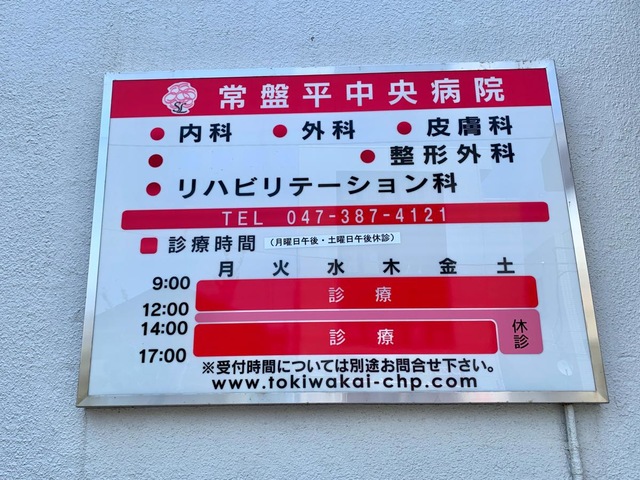 SC 常盤平中央病院
● 内科 ● 外科 ● 皮膚科
● ● 整形外科
● リハビリテーション科
TEL 047-387-4121
■ 診療時間 (月曜日午後・土曜日午後休診)
月 火 水 木 金 土
9:00
診療
12:00
14:00
診療 休診
17:00
※受付時間については別途お問合せ下さい。
www.tokiwakai-chp.com